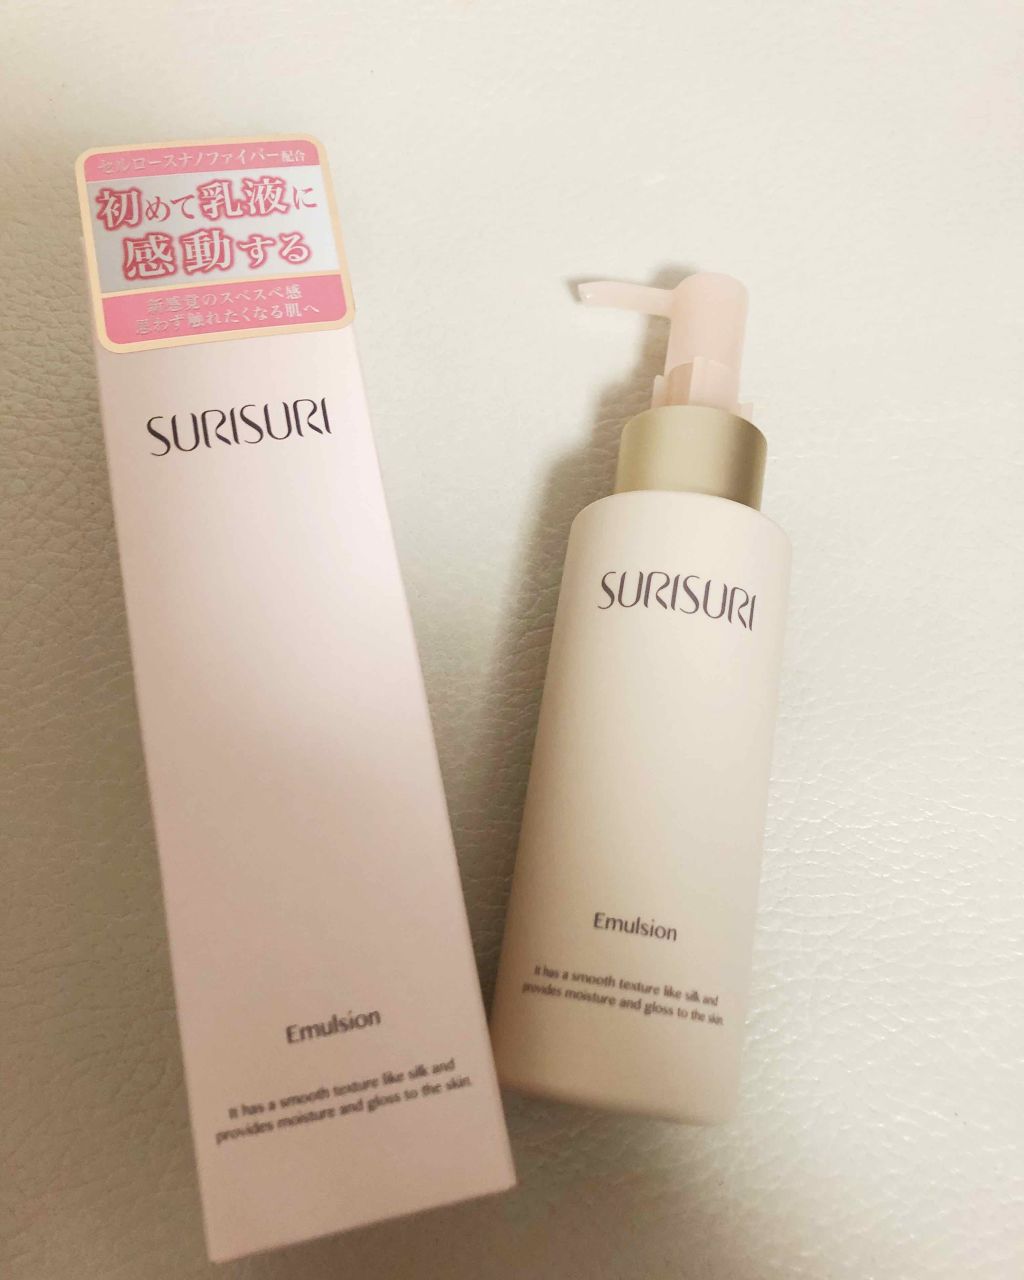 セルロースナノファイバー配合
初めて乳液に
感動する
新感覚のスベスベ感
思わず触れたくなる肌へ
SURISURI
Emulsion
It has a smooth texture like silk and
provides moisture and gloss to the skin.
SURISURI
Emulsion
It has a smooth texture like silk and
provides moisture and gloss to the skin.